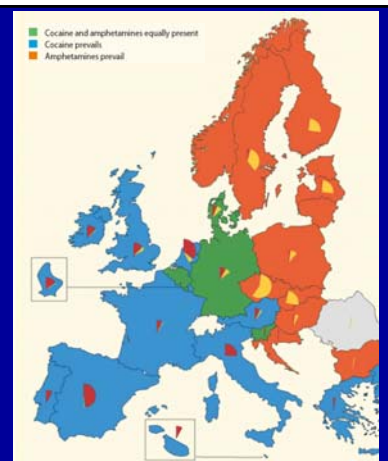 Cocaine and amphetamines equally present
Cocaine prevails
Amphetamines prevail